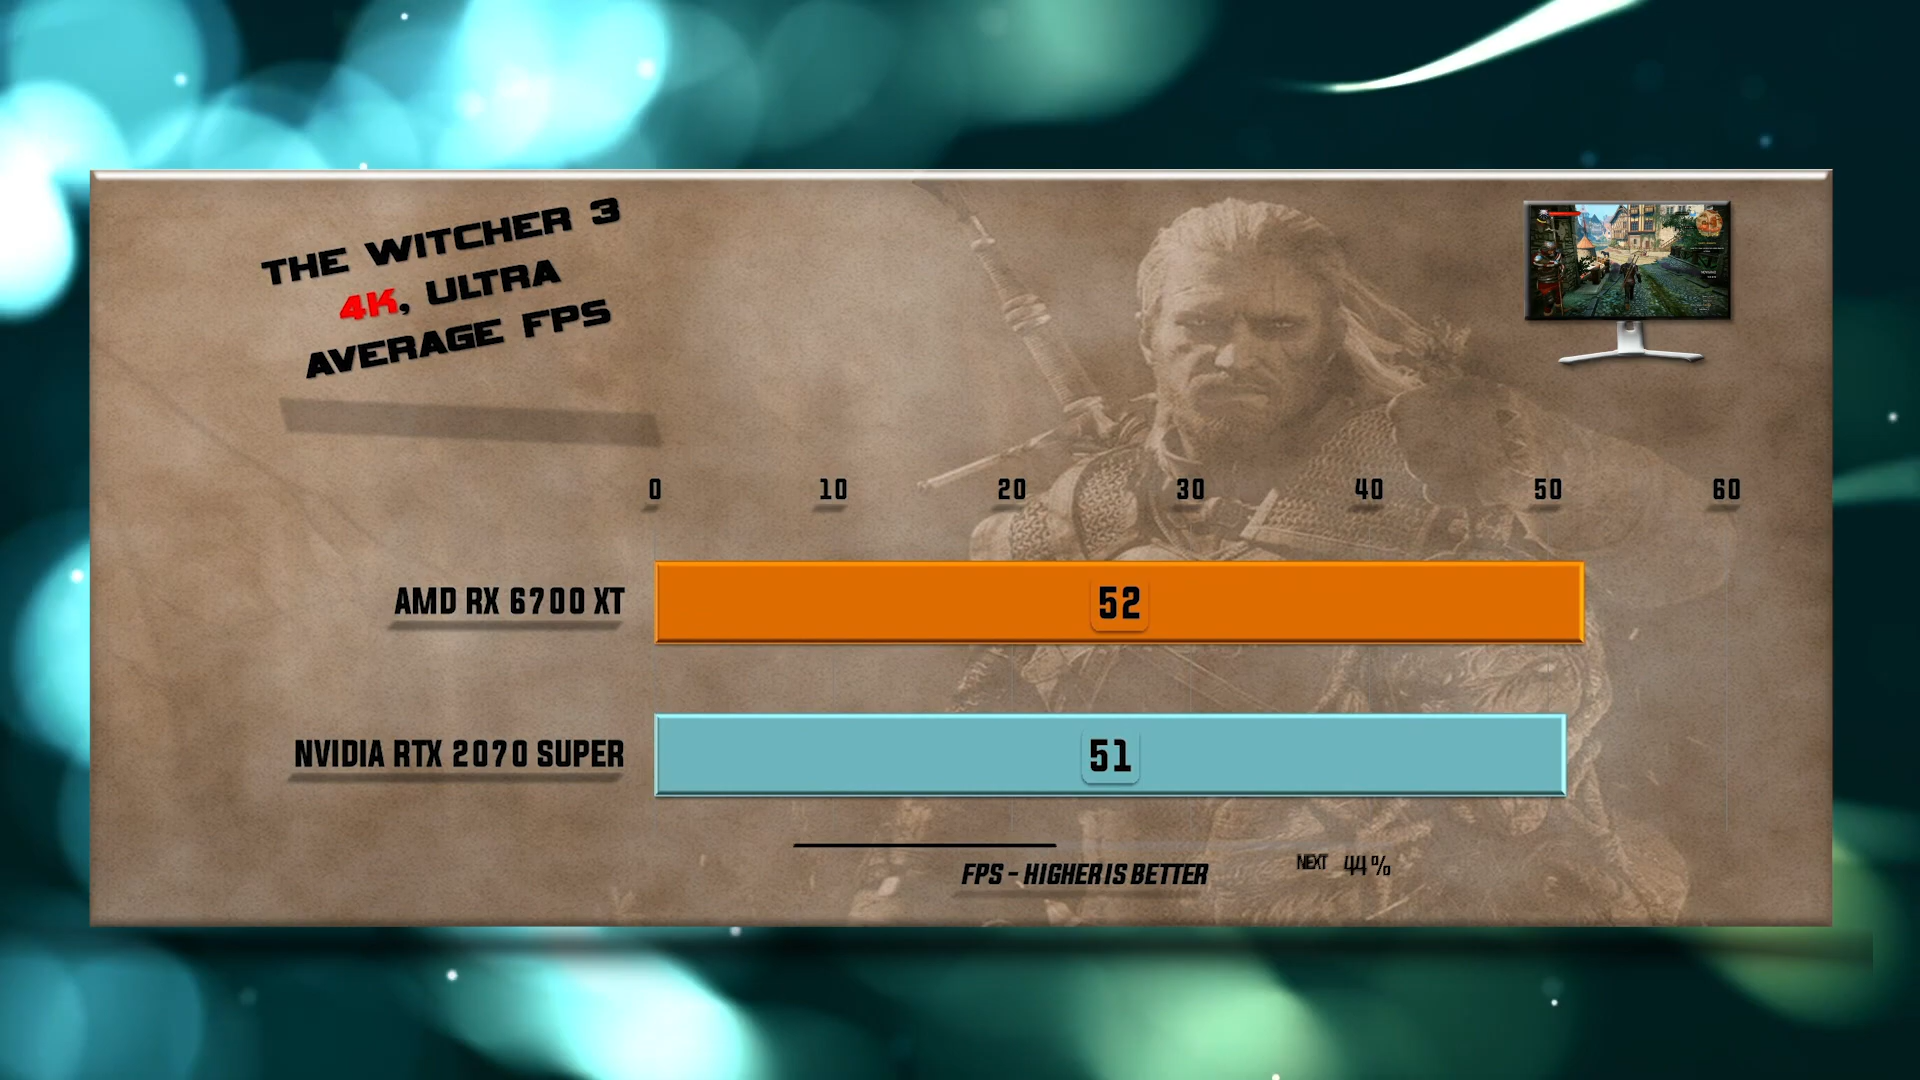 THE WITCHER 3
4K, ULTRA
AVERAGE FPS
0 10 20 30 40 50 60
AMD RX 6700 XT
52
NVIDIA RTX 2070 SUPER
51
FPS - HIGHER IS BETTER
NEXT 44%